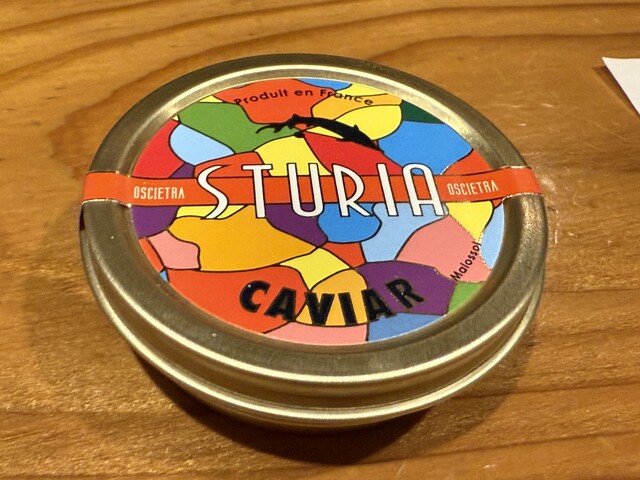 Produit en France
OSCIETRA STURIA OSCIETRA
Malossol
CAVIAR